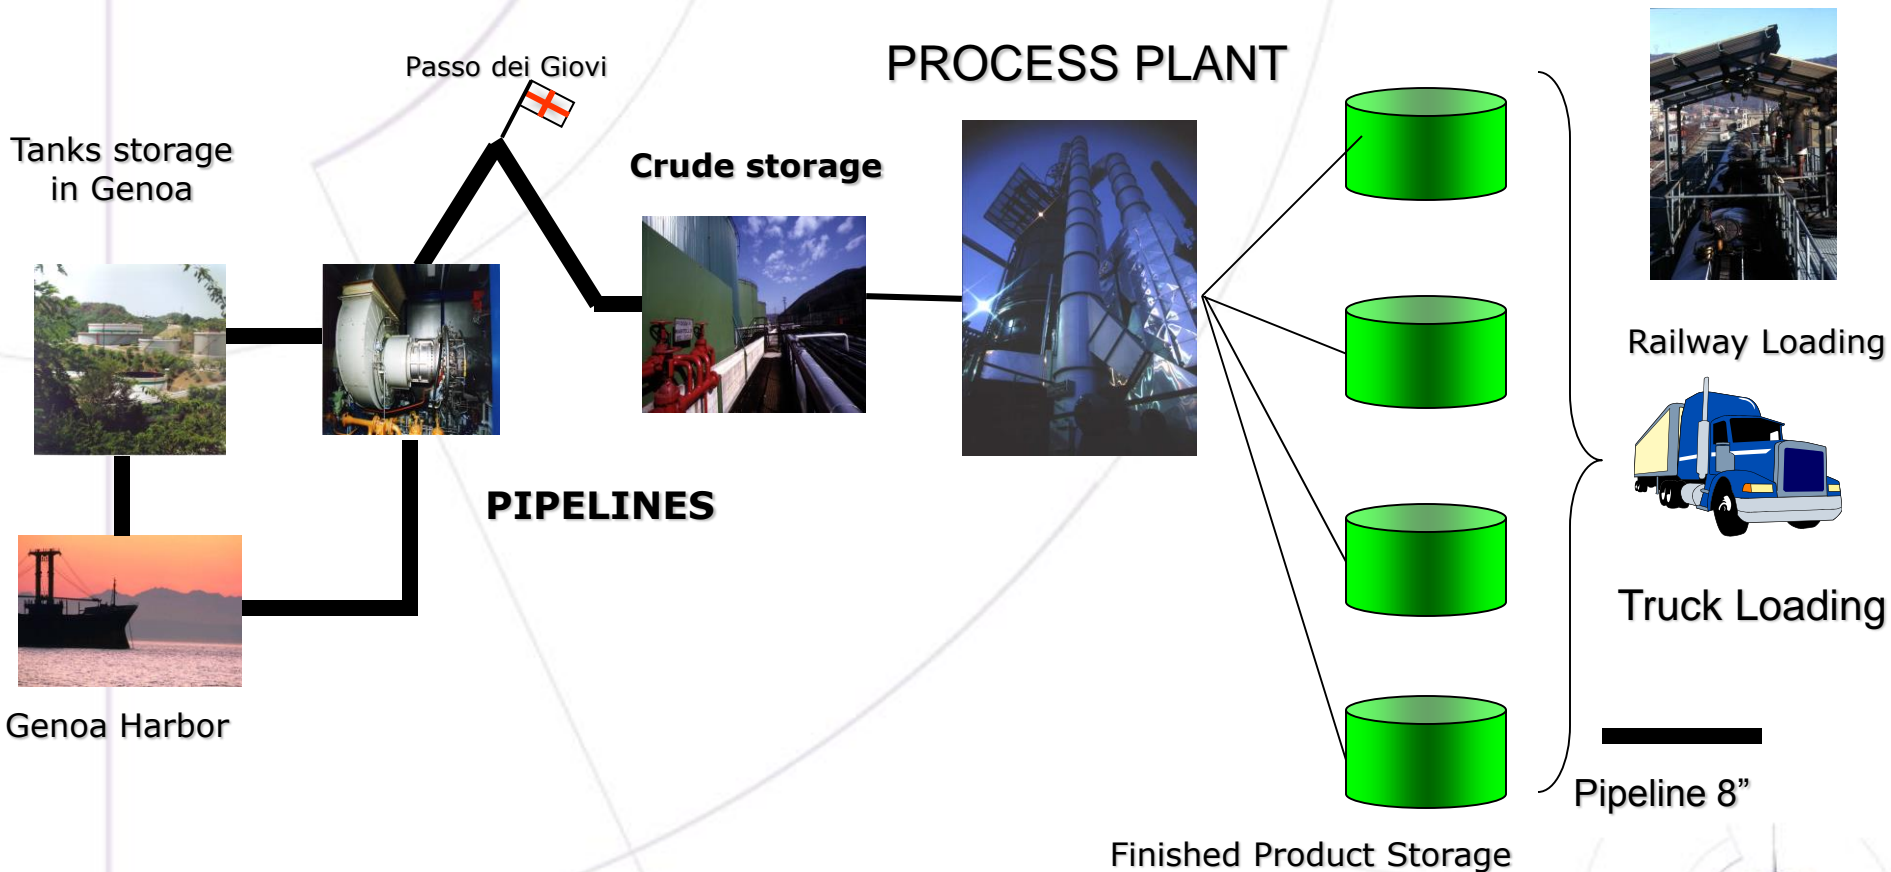 PROCESS PLANT
Passo dei Giovi
Tanks storage
in Genoa
Crude storage
Railway Loading
PIPELINES
Truck Loading
Genoa Harbor
Pipeline 8”
Finished Product Storage